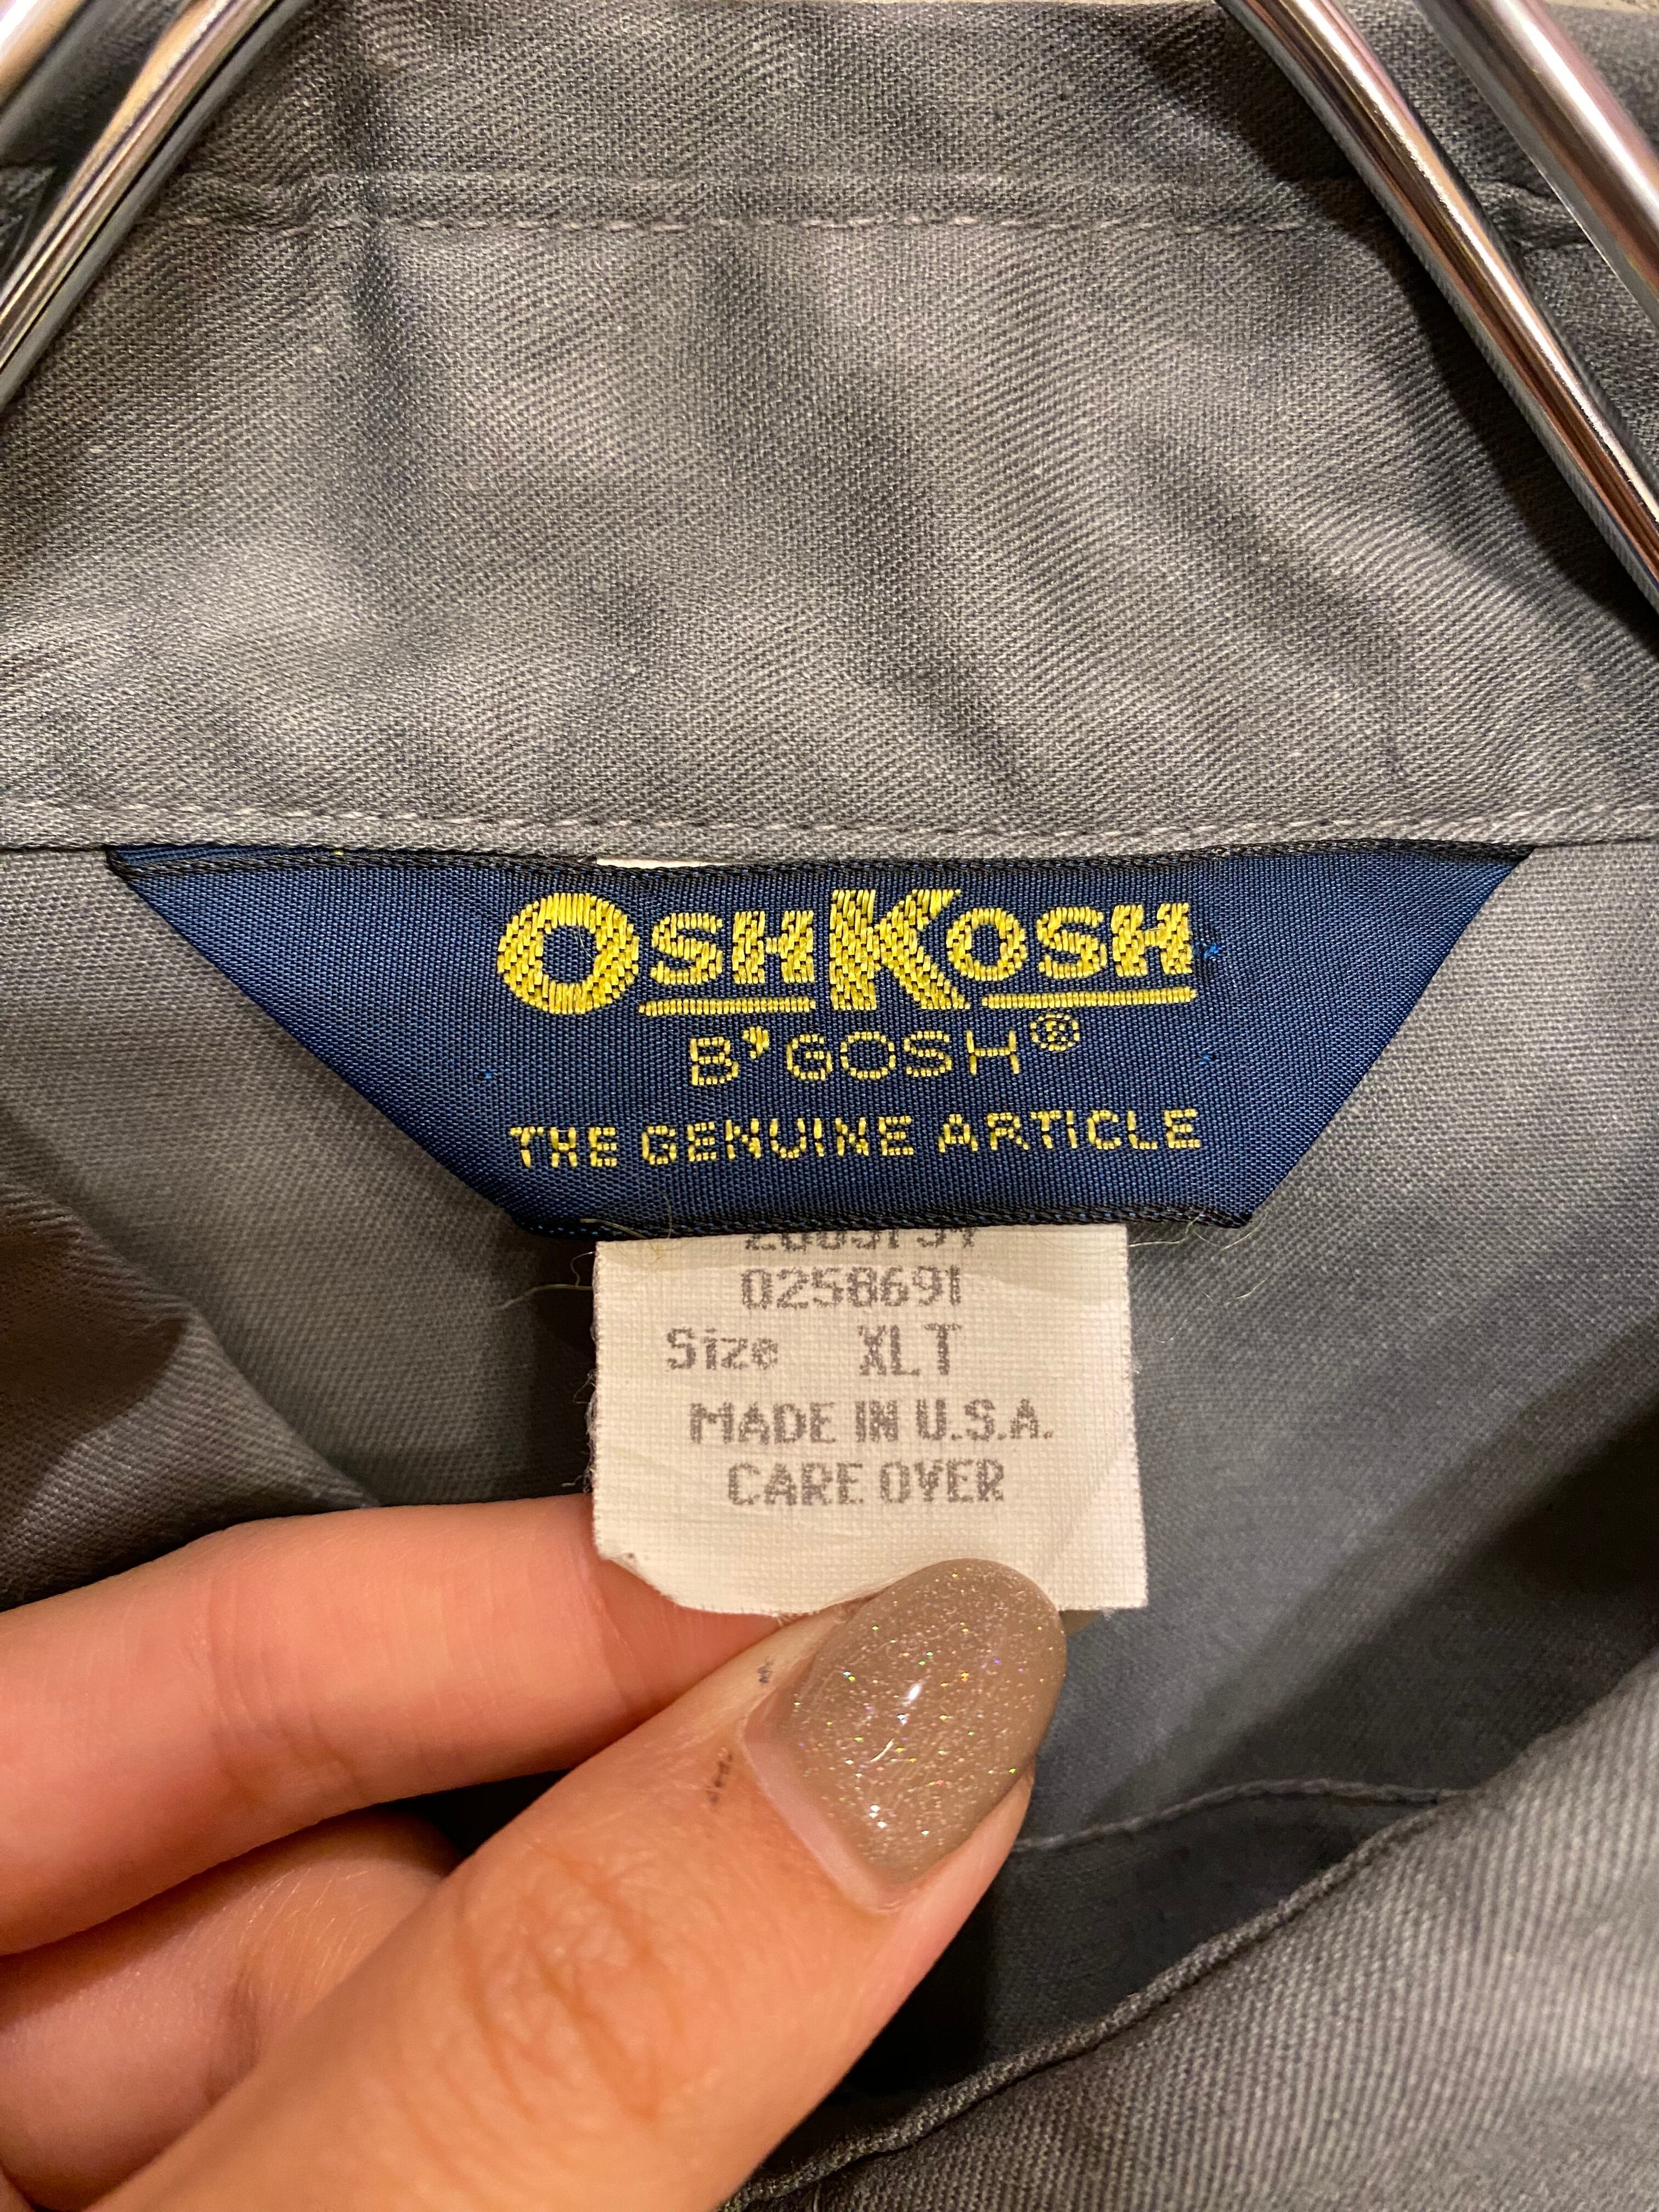 OSHKOSH
B'GOSH®
THE GENUINE ARTICLE
0258691
Size XLT
MADE IN U.S.A.
CARE OVER